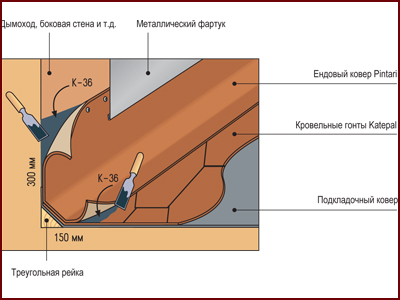 Дымоход, боковая стена и т.д.
Металлический фартук
К-36
Ендовый ковер Pintari
Кровельные гонты Katepal
300 мм
К-36
Подкладочный ковер
150 мм
Треугольная рейка